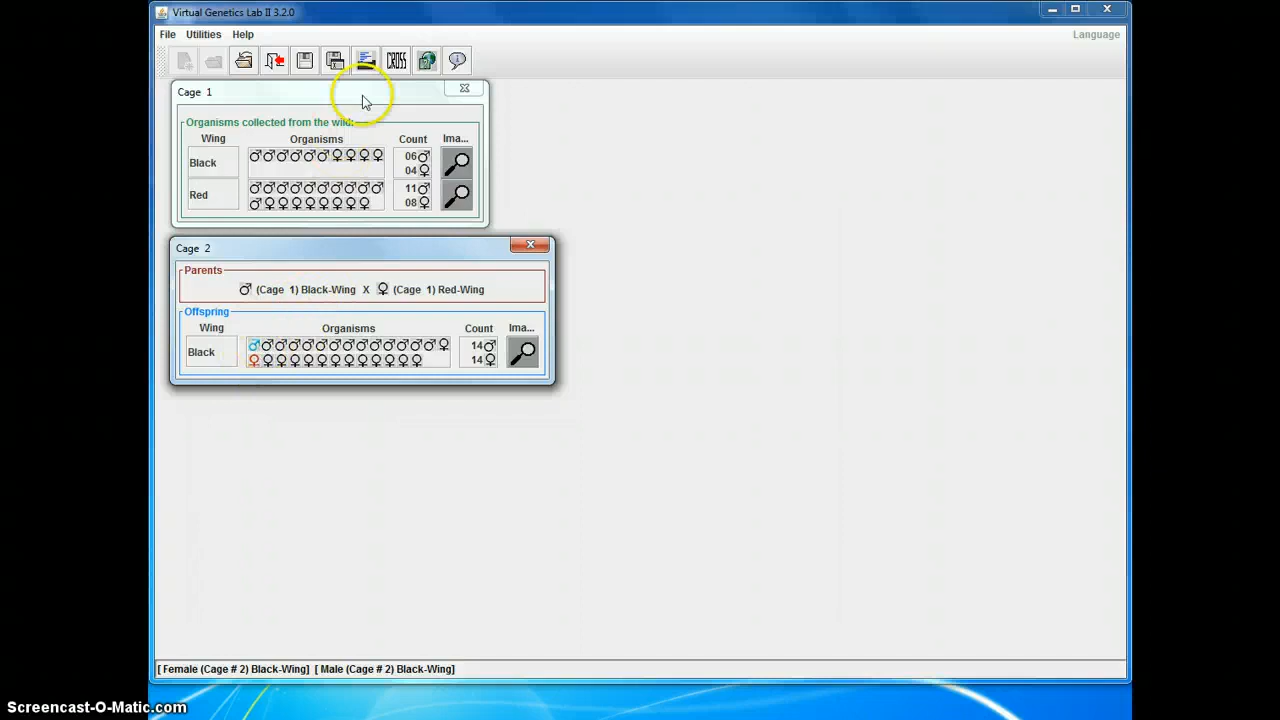 Virtual Genetics Lab II 3.2.0
File Utilities Help Language
CROSS
Cage 1
Organisms collected from the wild:
Wing Organisms Count Ima...
Black 06♂
04♀
Red 11♂
08♀
Cage 2
Parents
♂ (Cage 1) Black-Wing X ♀ (Cage 1) Red-Wing
Offspring
Wing Organisms Count Ima...
Black 14♂
14♀
[ Female (Cage # 2) Black-Wing] [ Male (Cage # 2) Black-Wing]
Screencast-O-Matic.com